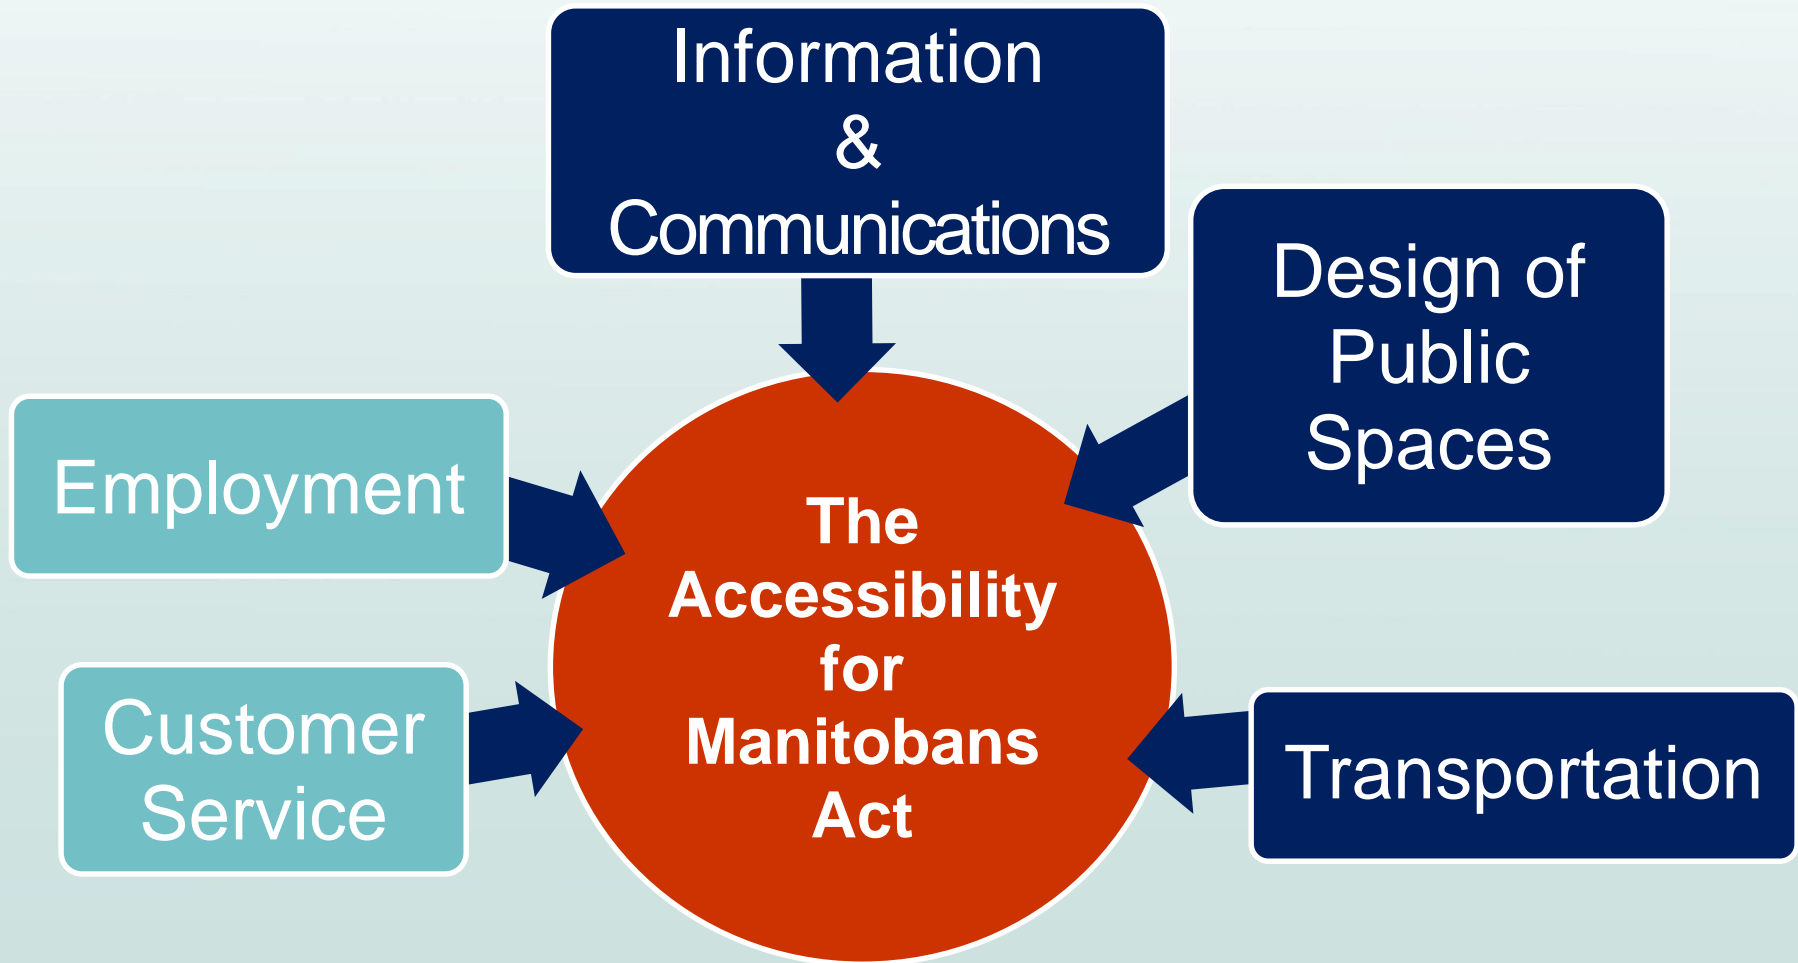 Information
&
Communications
Design of
Public
Spaces
Employment
The
Accessibility
for
Manitobans
Act
Customer
Service
Transportation